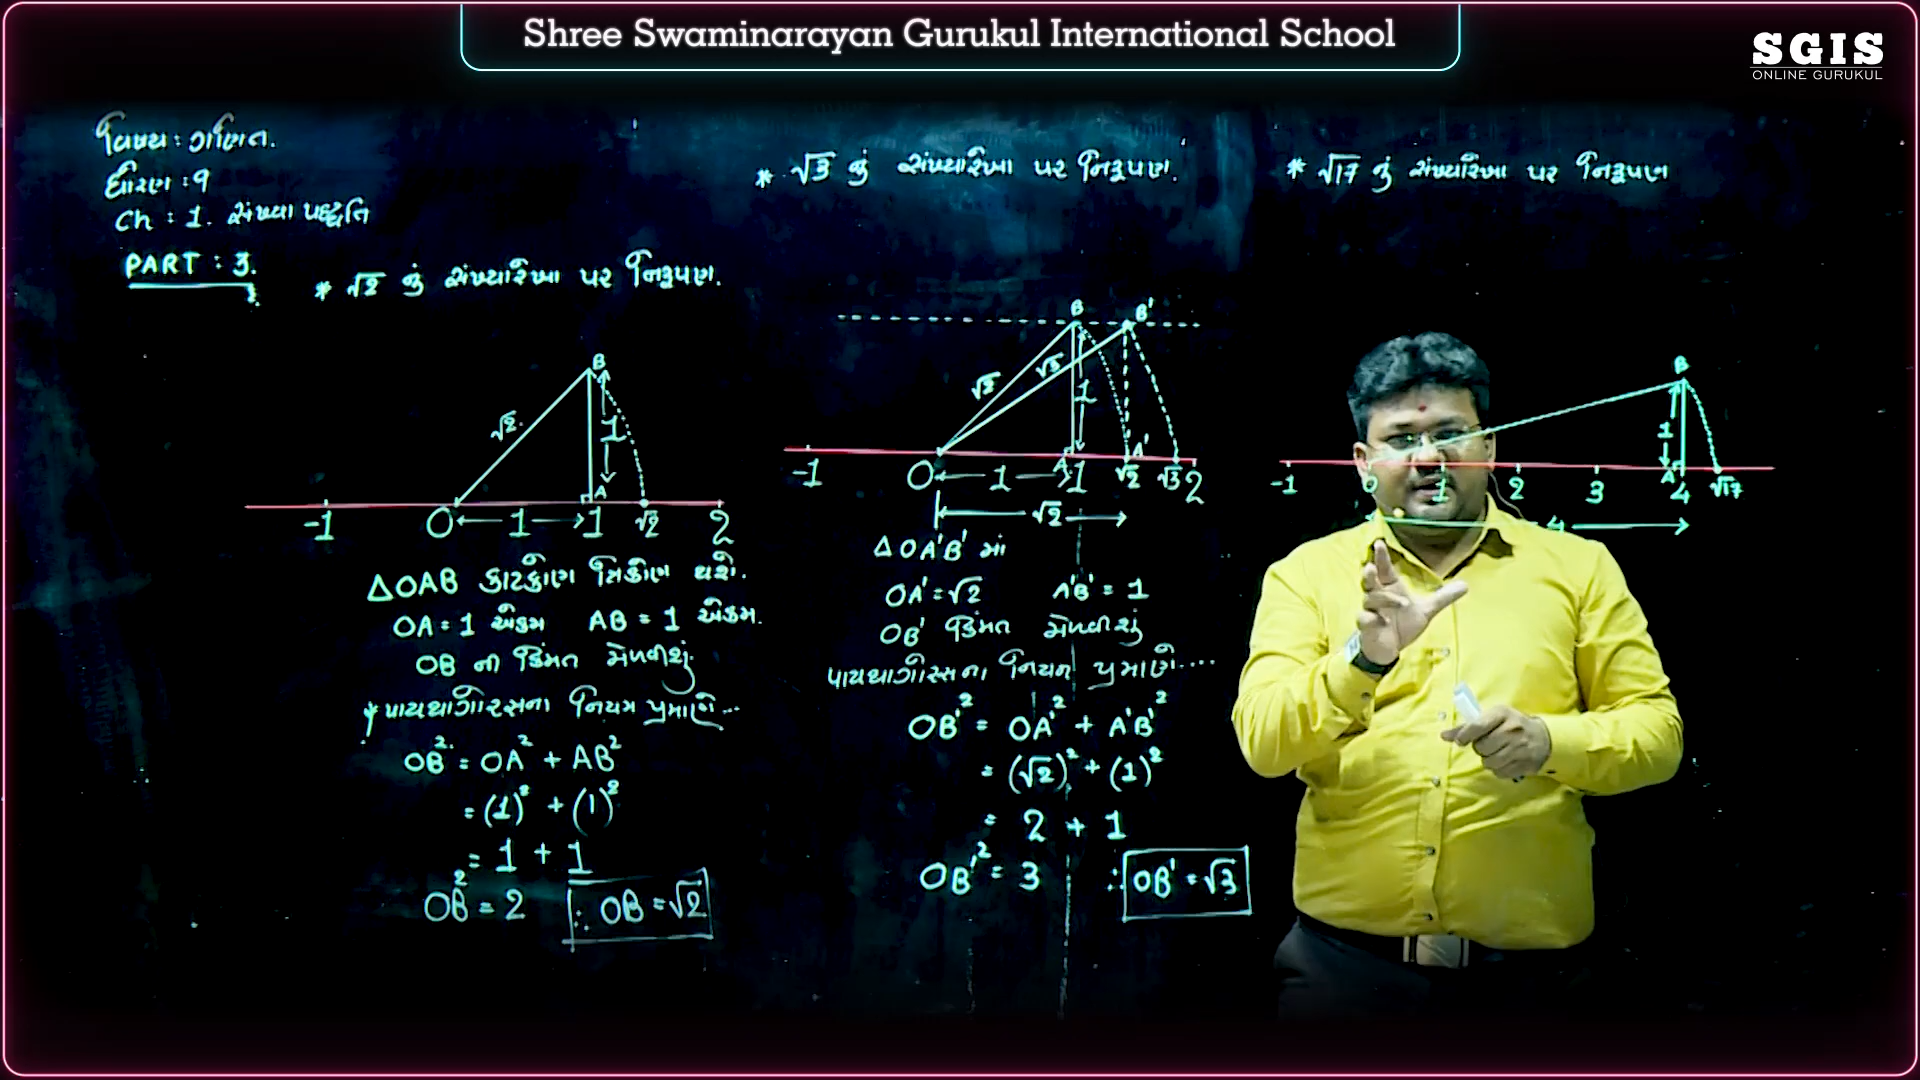 Shree Swaminarayan Gurukul International School
SGIS
ONLINE GURUKUL
વિષય : ગણિત.
ધોરણ : 9
Ch : 1. સંખ્યા પદ્ધતિ
PART : 3.
* √2 નું સંખ્યારેખા પર નિરૂપણ.
B
√2.
1
A
-1 0 1 1 √2 2
△OAB કાટકોણ ત્રિકોણ થશે.
OA = 1 એકમ AB = 1 એકમ.
OB ની કિંમત મેળવીશું
* પાયથાગોરસના નિયમ પ્રમાણે...
OB² = OA² + AB²
= (1)² + (1)²
= 1 + 1
OB² = 2 ∴ OB = √2
* √3 નું સંખ્યારેખા પર નિરૂપણ.
B B'
√2 √3 1
A A'
-1 0 1 1 √2 √3 2
√2
△OA'B' માં
OA' = √2 A'B' = 1
OB' કિંમત મેળવીશું
પાયથાગોરસના નિયમ પ્રમાણે....
OB'² = OA'² + A'B'²
= (√2)² + (1)²
= 2 + 1
OB'² = 3 ∴ OB' = √3
* √17 નું સંખ્યારેખા પર નિરૂપણ
B
1
A
-1 0 1 2 3 4 √17
4